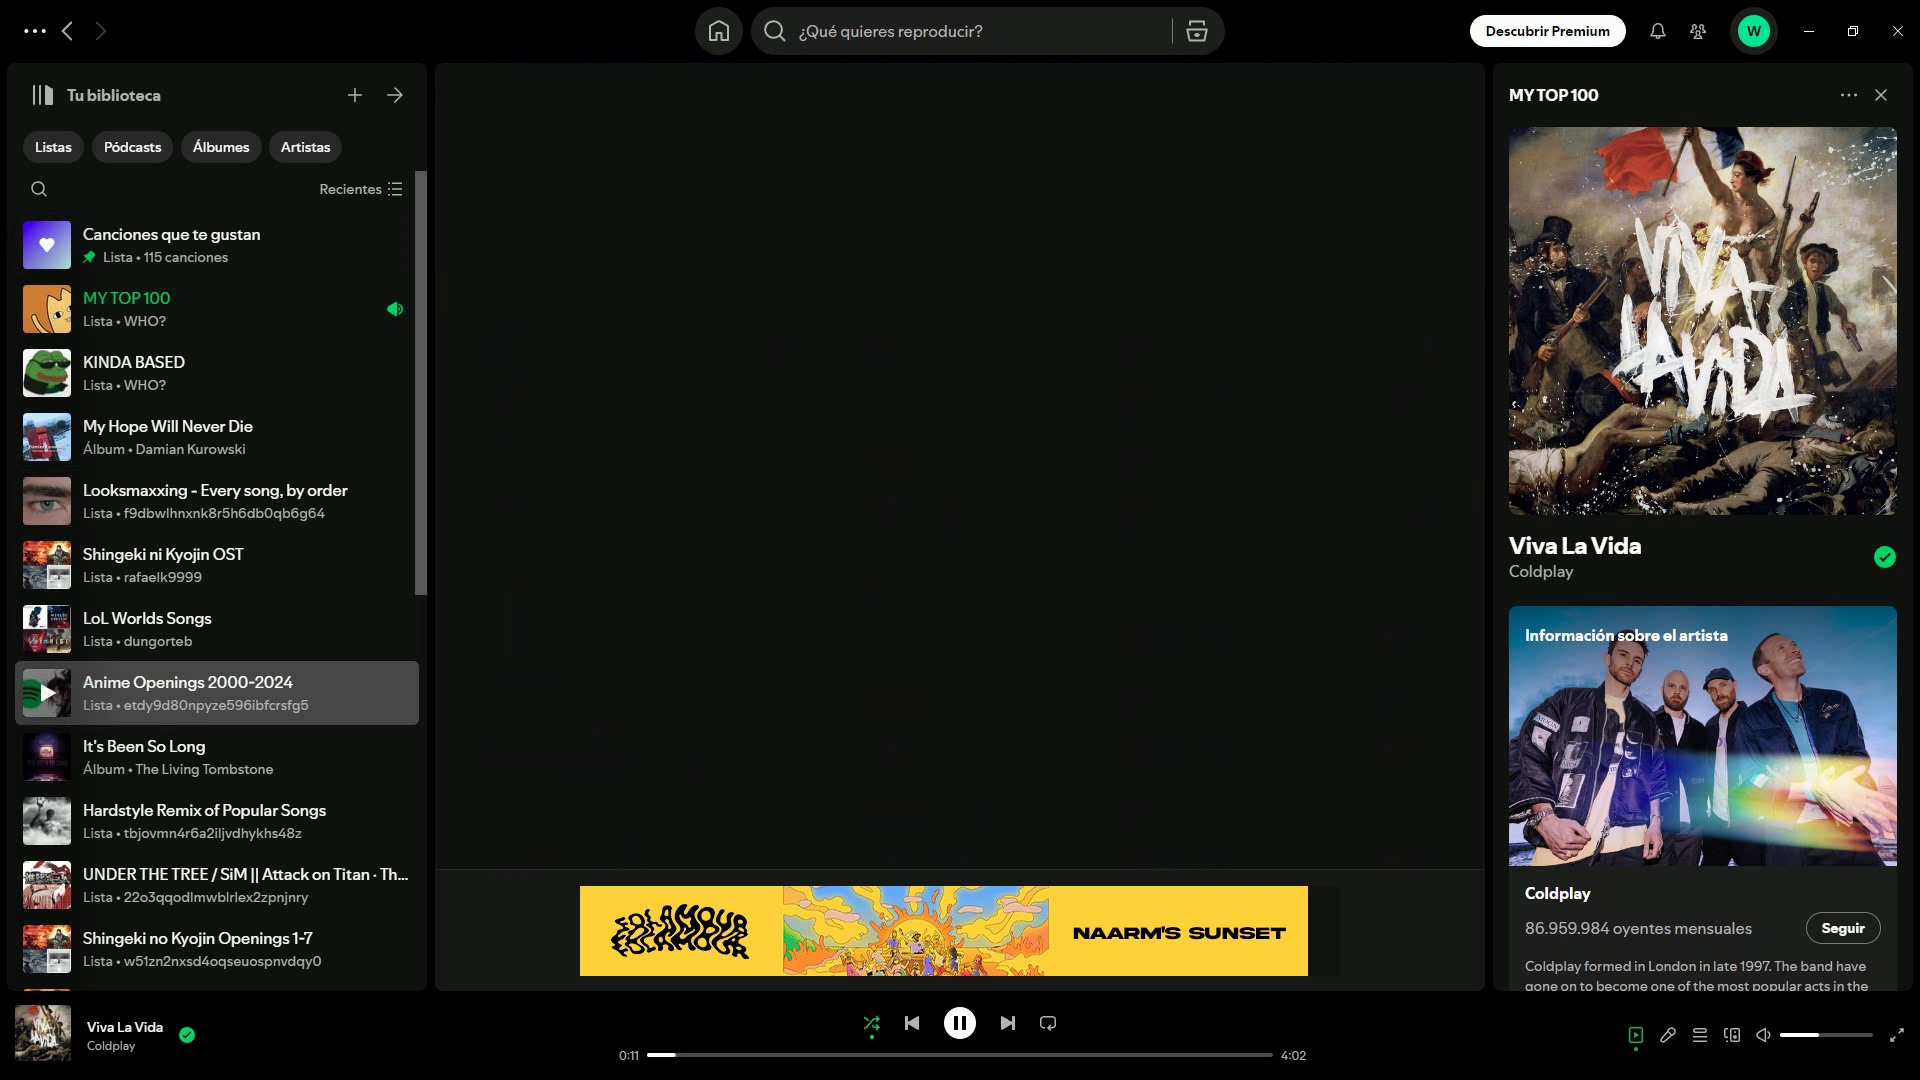 ¿Qué quieres reproducir?
Descubrir Premium
W
Tu biblioteca
Listas
Pódcasts
Álbumes
Artistas
Recientes
Canciones que te gustan
Lista • 115 canciones
MY TOP 100
Lista • WHO?
KINDA BASED
Lista • WHO?
My Hope Will Never Die
Álbum • Damian Kurowski
Looksmaxxing - Every song, by order
Lista • f9dbwlhnxnk8r5h6db0qb6g64
Shingeki ni Kyojin OST
Lista • rafaelk9999
LoL Worlds Songs
Lista • dungorteb
Anime Openings 2000-2024
Lista • etdy9d80npyze596ibfcrsfg5
It's Been So Long
Álbum • The Living Tombstone
Hardstyle Remix of Popular Songs
Lista • tbjovmn4r6a2iljvdhykhs48z
UNDER THE TREE / SiM || Attack on Titan · Th...
Lista • 22o3qqodlmwblrlex2zpnjnry
Shingeki no Kyojin Openings 1-7
Lista • w51zn2nxsd4oqseuospnvdqy0
NAARM'S SUNSET
MY TOP 100
VIVA
LA VIDA
Viva La Vida
Coldplay
Información sobre el artista
Coldplay
86.959.984 oyentes mensuales
Seguir
Coldplay formed in London in late 1997. The band have
gone on to become one of the most popular acts in the
Viva La Vida
Coldplay
0:11
4:02